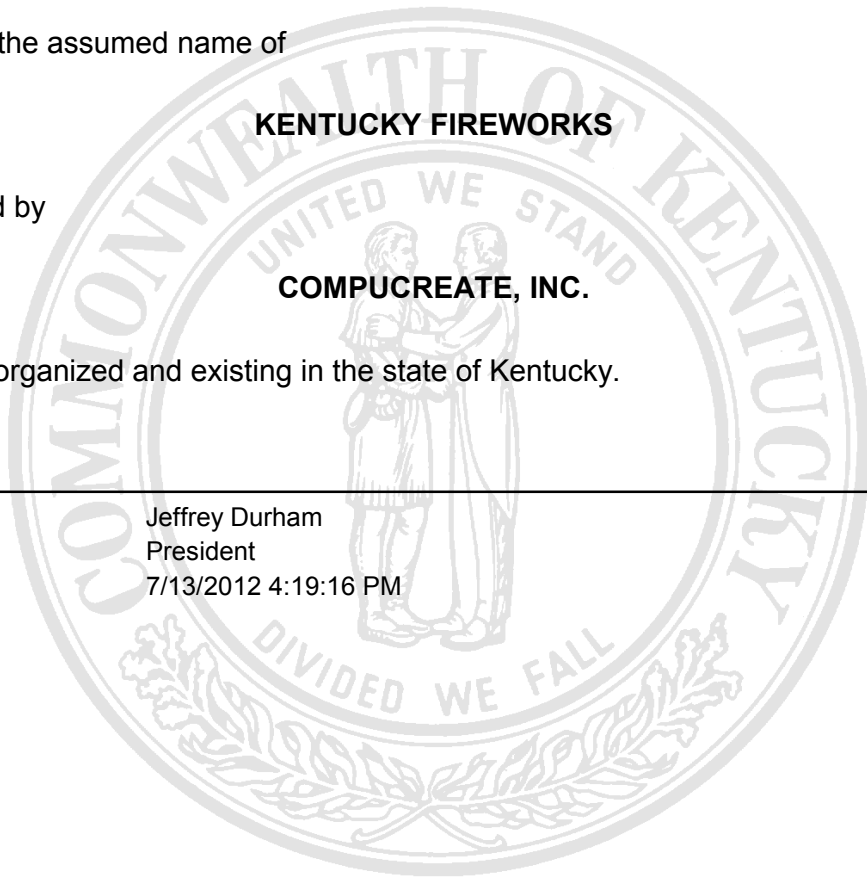 the assumed name of
KENTUCKY FIREWORKS
d by
COMPUCREATE, INC.
organized and existing in the state of Kentucky.
Jeffrey Durham
President
7/13/2012 4:19:16 PM
COMMONWEALTH OF KENTUCKY
UNITED WE STAND
DIVIDED WE FALL